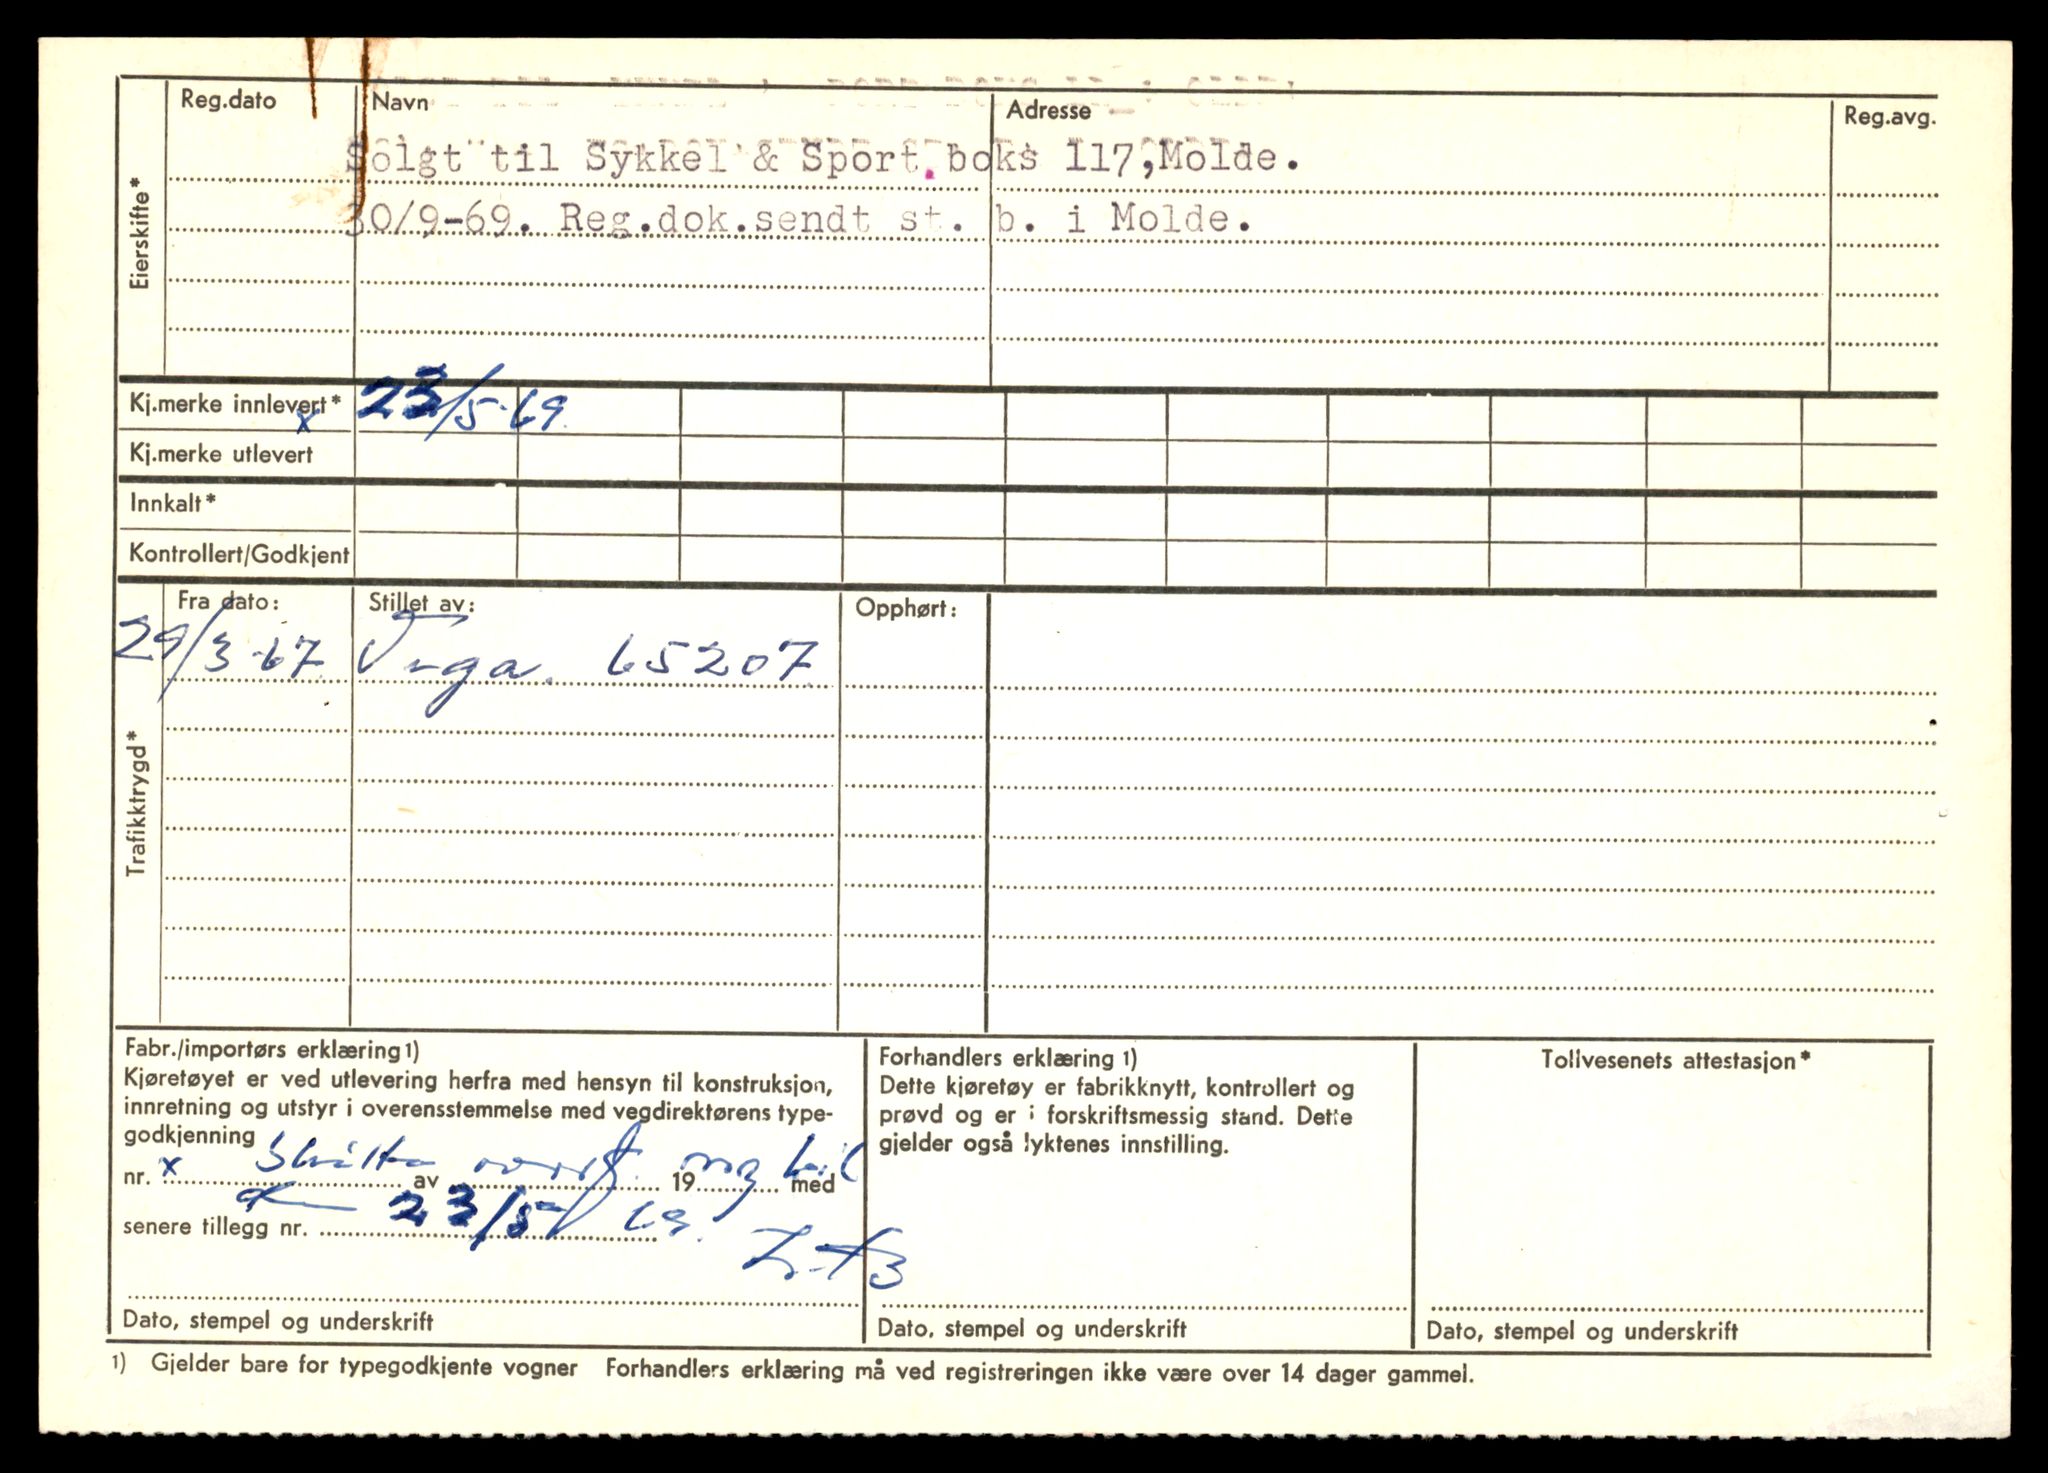 Reg.dato Navn Adresse Reg.avg.
Eierskifte*
Solgt til Sykkel & Sport, boks 117, Molde.
30/9-69. Reg.dok.sendt st. b. i Molde.
Kj.merke innlevert* 23/5-69.
x
Kj.merke utlevert
Innkalt*
Kontrollert/Godkjent
Trafikktrygd*
Fra dato: Stillet av: Opphørt:
29/3-67. 65207
Fabr./importørs erklæring 1)
Kjøretøyet er ved utlevering herfra med hensyn til konstruksjon,
innretning og utstyr i overensstemmelse med vegdirektørens type-
godkjenning
nr. x av 19 med
senere tillegg nr. 23/5 69.
Dato, stempel og underskrift
Forhandlers erklæring 1)
Dette kjøretøy er fabrikknytt, kontrollert og
prøvd og er i forskriftsmessig stand. Dette
gjelder også lyktenes innstilling.
Dato, stempel og underskrift
Tollvesenets attestasjon*
Dato, stempel og underskrift
1) Gjelder bare for typegodkjente vogner Forhandlers erklæring må ved registreringen ikke være over 14 dager gammel.